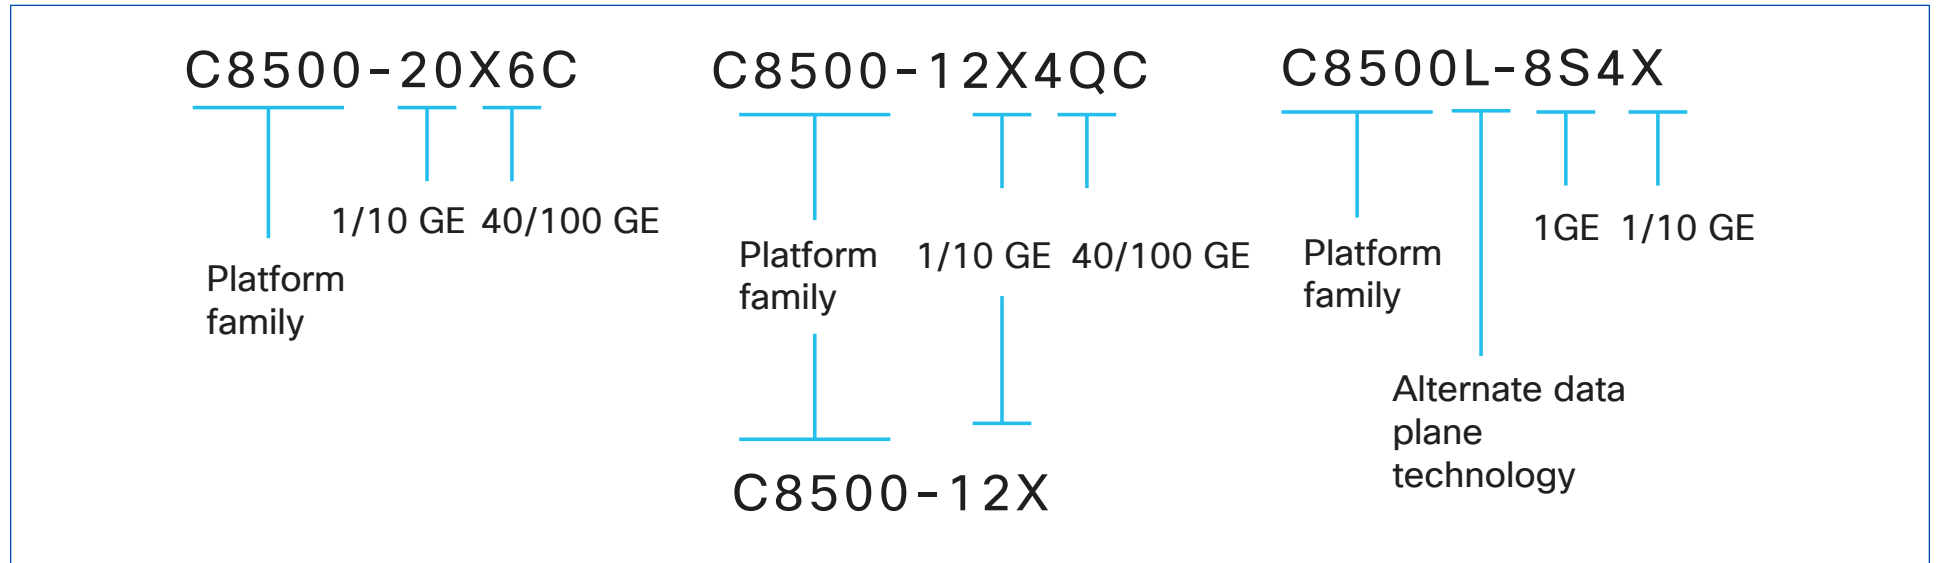 C8500-20X6C
1/10 GE 40/100 GE
Platform
family
C8500-12X4QC
Platform
family
1/10 GE 40/100 GE
C8500-12X
C8500L-8S4X
1GE 1/10 GE
Platform
family
Alternate data
plane
technology